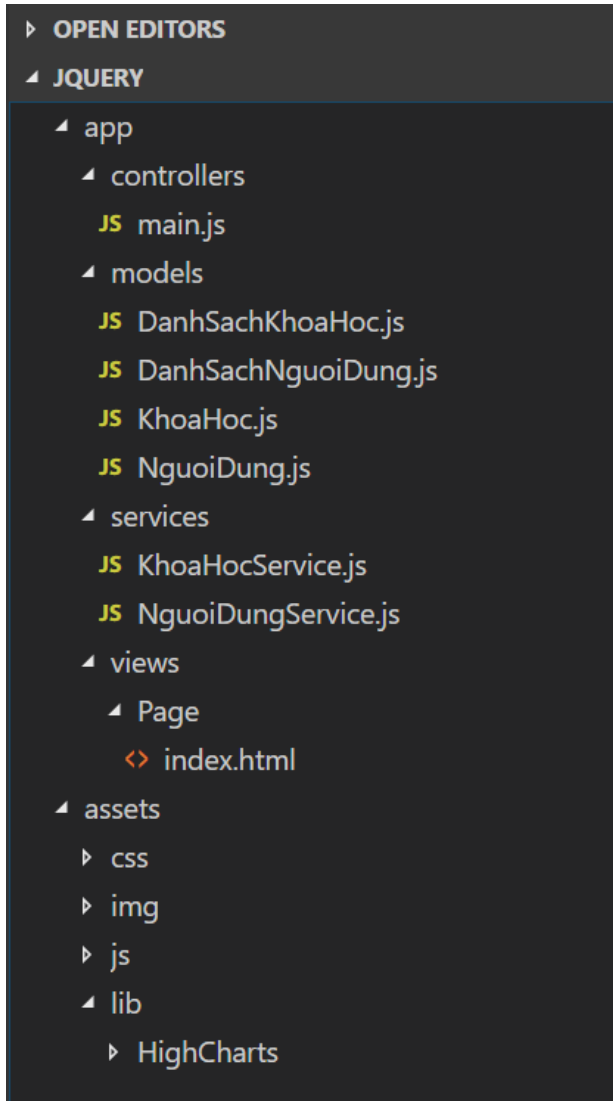 OPEN EDITORS
JQUERY
app
controllers
JS main.js
models
JS DanhSachKhoaHoc.js
JS DanhSachNguoiDung.js
JS KhoaHoc.js
JS NguoiDung.js
services
JS KhoaHocService.js
JS NguoiDungService.js
views
Page
<> index.html
assets
css
img
js
lib
HighCharts